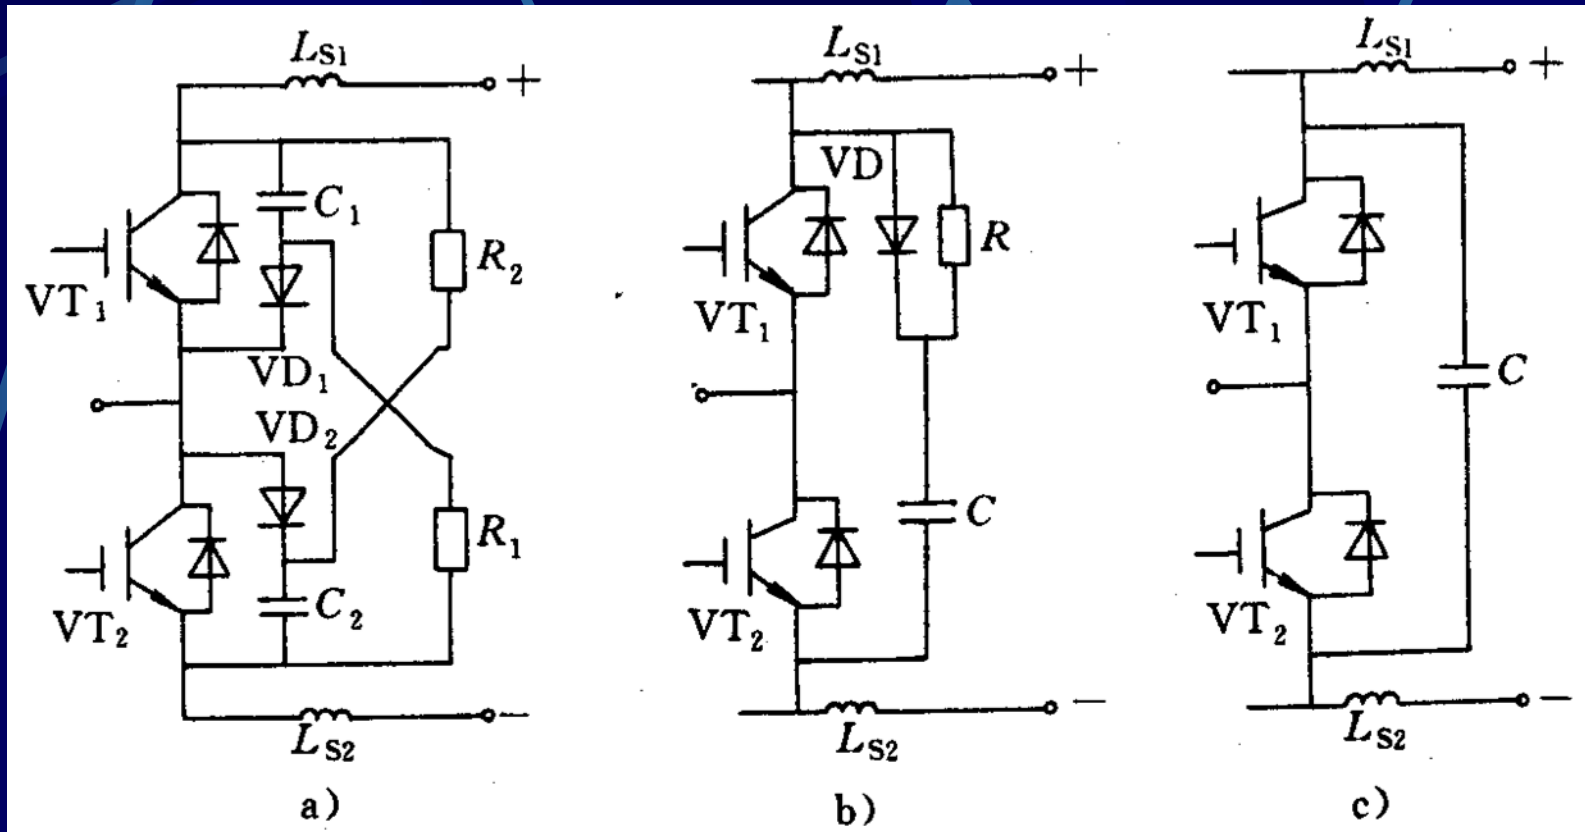 L_S1 +
C_1
R_2
VT_1
VD_1
VD_2
R_1
VT_2
C_2
L_S2 −
a)
L_S1 +
VD
R
VT_1
C
VT_2
L_S2 −
b)
L_S1 +
VT_1
C
VT_2
L_S2 −
c)